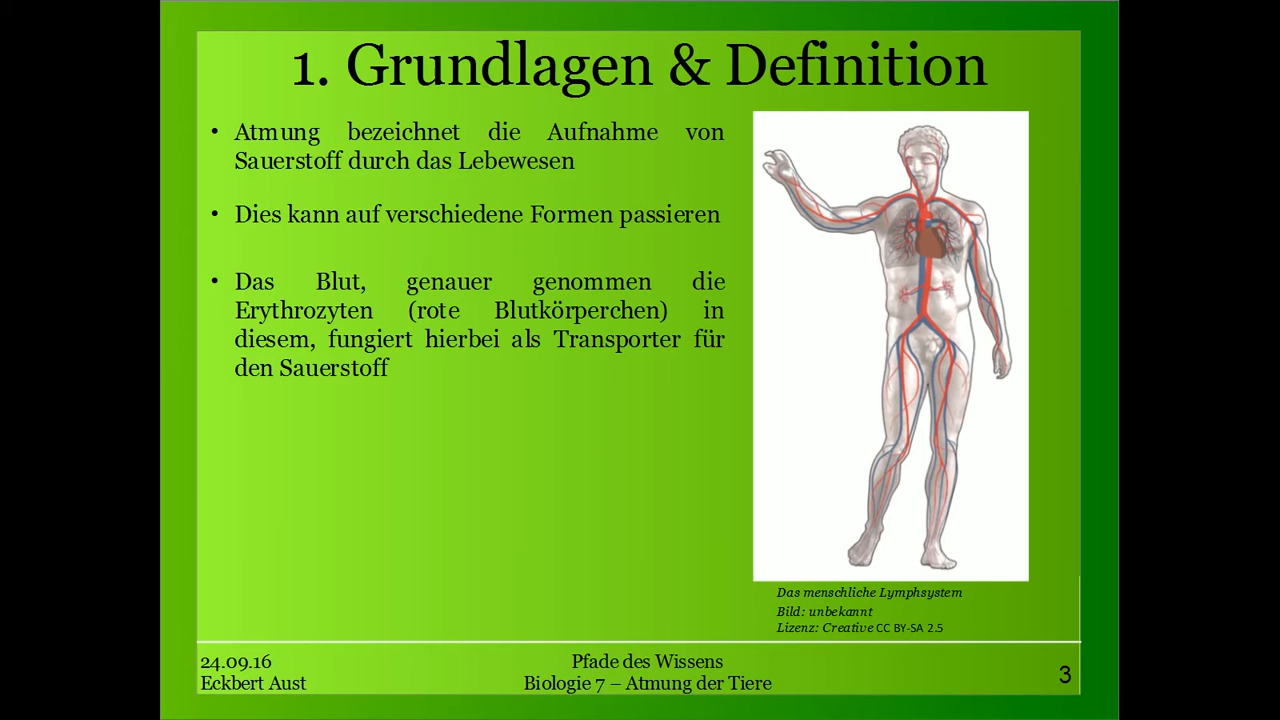 1. Grundlagen & Definition
• Atmung bezeichnet die Aufnahme von
Sauerstoff durch das Lebewesen
• Dies kann auf verschiedene Formen passieren
• Das Blut, genauer genommen die
Erythrozyten (rote Blutkörperchen) in
diesem, fungiert hierbei als Transporter für
den Sauerstoff
Das menschliche Lymphsystem
Bild: unbekannt
Lizenz: Creative CC BY-SA 2.5
24.09.16
Eckbert Aust
Pfade des Wissens
Biologie 7 – Atmung der Tiere
3